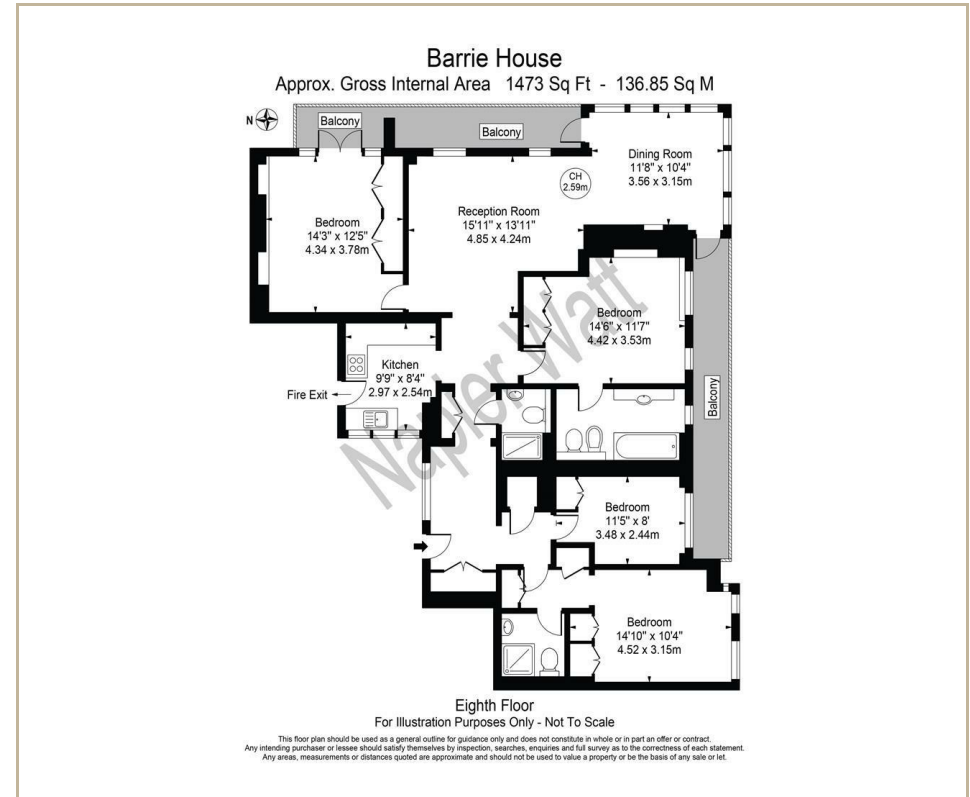 Barrie House
Approx. Gross Internal Area 1473 Sq Ft - 136.85 Sq M
N
Balcony
Balcony
Dining Room
11'8" x 10'4"
3.56 x 3.15m
CH
2.59m
Reception Room
15'11" x 13'11"
4.85 x 4.24m
Bedroom
14'3" x 12'5"
4.34 x 3.78m
Bedroom
14'6" x 11'7"
4.42 x 3.53m
Kitchen
9'9" x 8'4"
2.97 x 2.54m
Fire Exit
Balcony
Napier Watt
Bedroom
11'5" x 8'
3.48 x 2.44m
Bedroom
14'10" x 10'4"
4.52 x 3.15m
Eighth Floor
For Illustration Purposes Only - Not To Scale
This floor plan should be used as a general outline for guidance only and does not constitute in whole or in part an offer or contract.
Any intending purchaser or lessee should satisfy themselves by inspection, searches, enquiries and full survey as to the correctness of each statement.
Any areas, measurements or distances quoted are approximate and should not be used to value a property or be the basis of any sale or let.